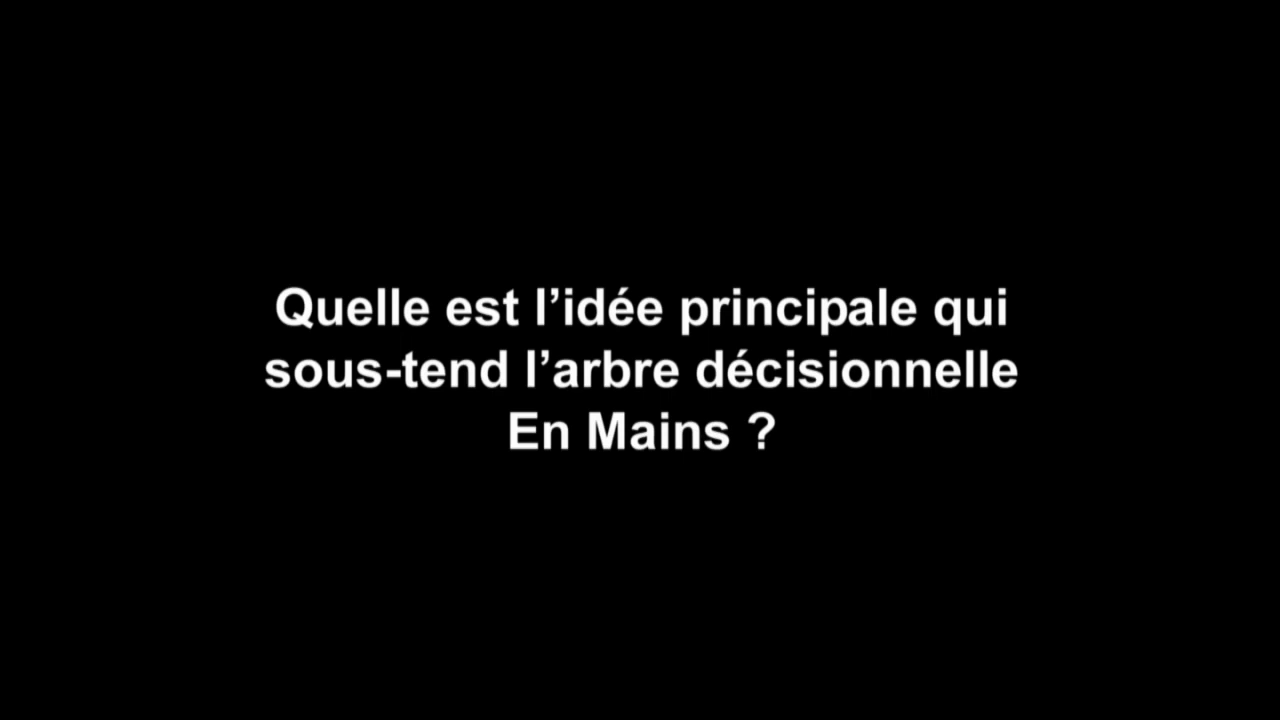 Quelle est l’idée principale qui
sous-tend l’arbre décisionnelle
En Mains ?